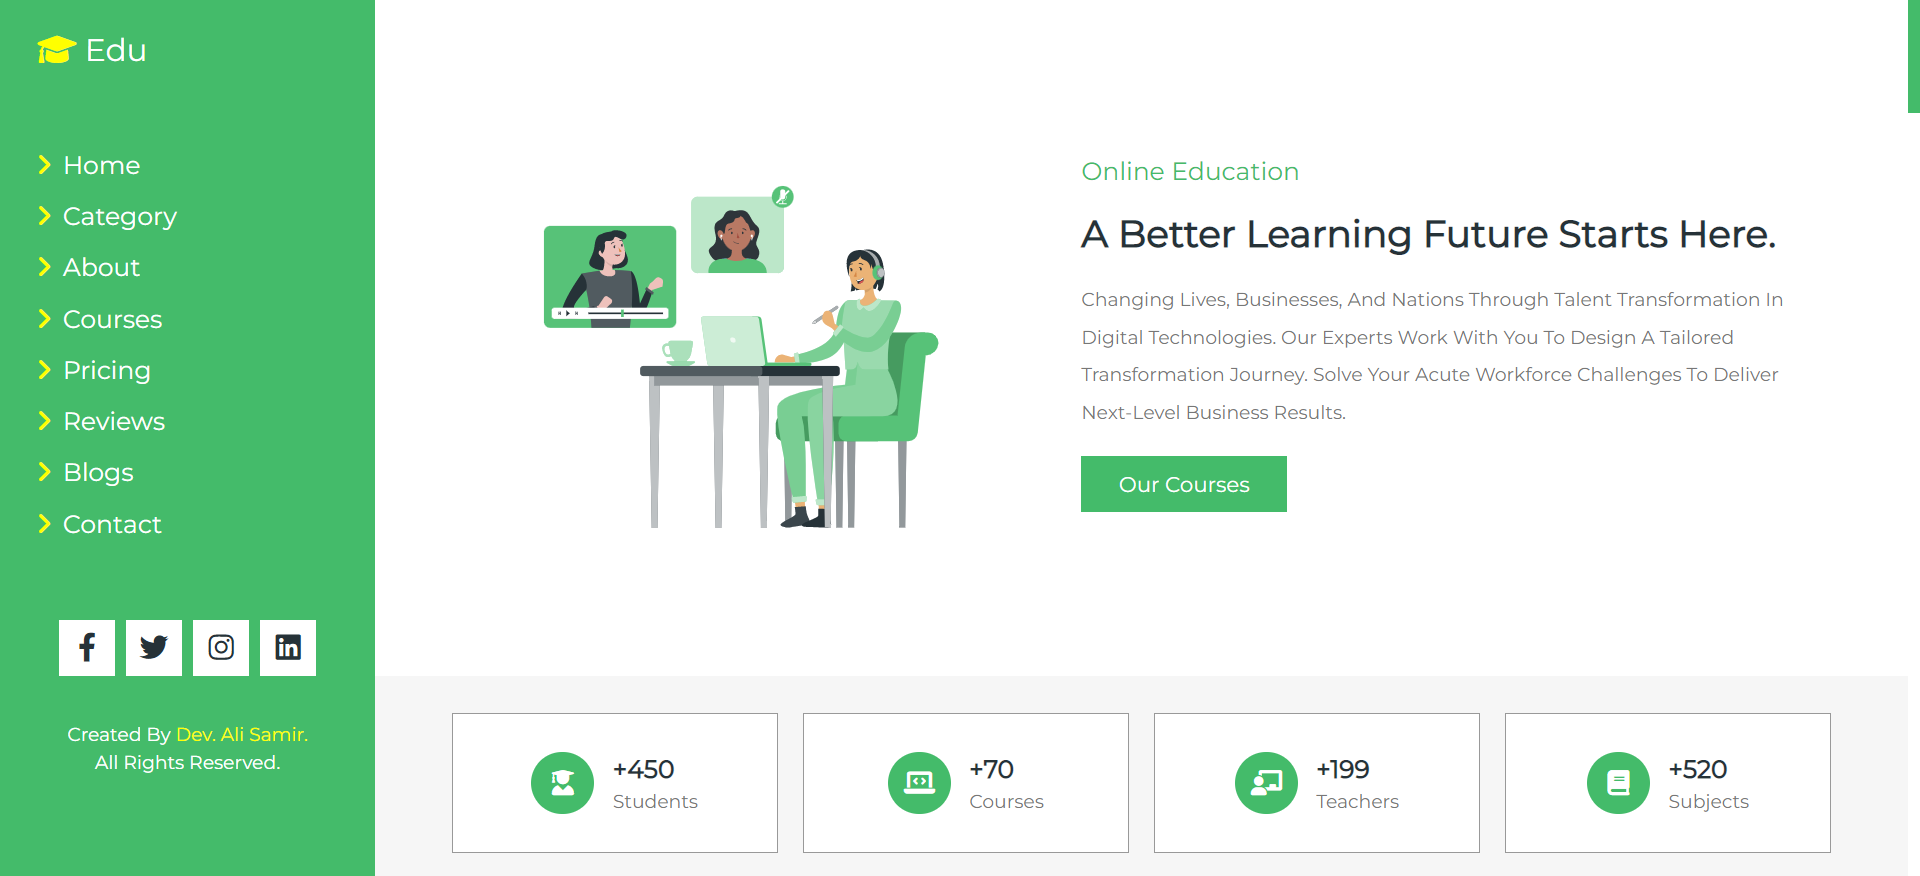 Edu
Home
Category
About
Courses
Pricing
Reviews
Blogs
Contact
Created By Dev. Ali Samir.
All Rights Reserved.
Online Education
A Better Learning Future Starts Here.
Changing Lives, Businesses, And Nations Through Talent Transformation In
Digital Technologies. Our Experts Work With You To Design A Tailored
Transformation Journey. Solve Your Acute Workforce Challenges To Deliver
Next-Level Business Results.
Our Courses
+450
Students
+70
Courses
+199
Teachers
+520
Subjects